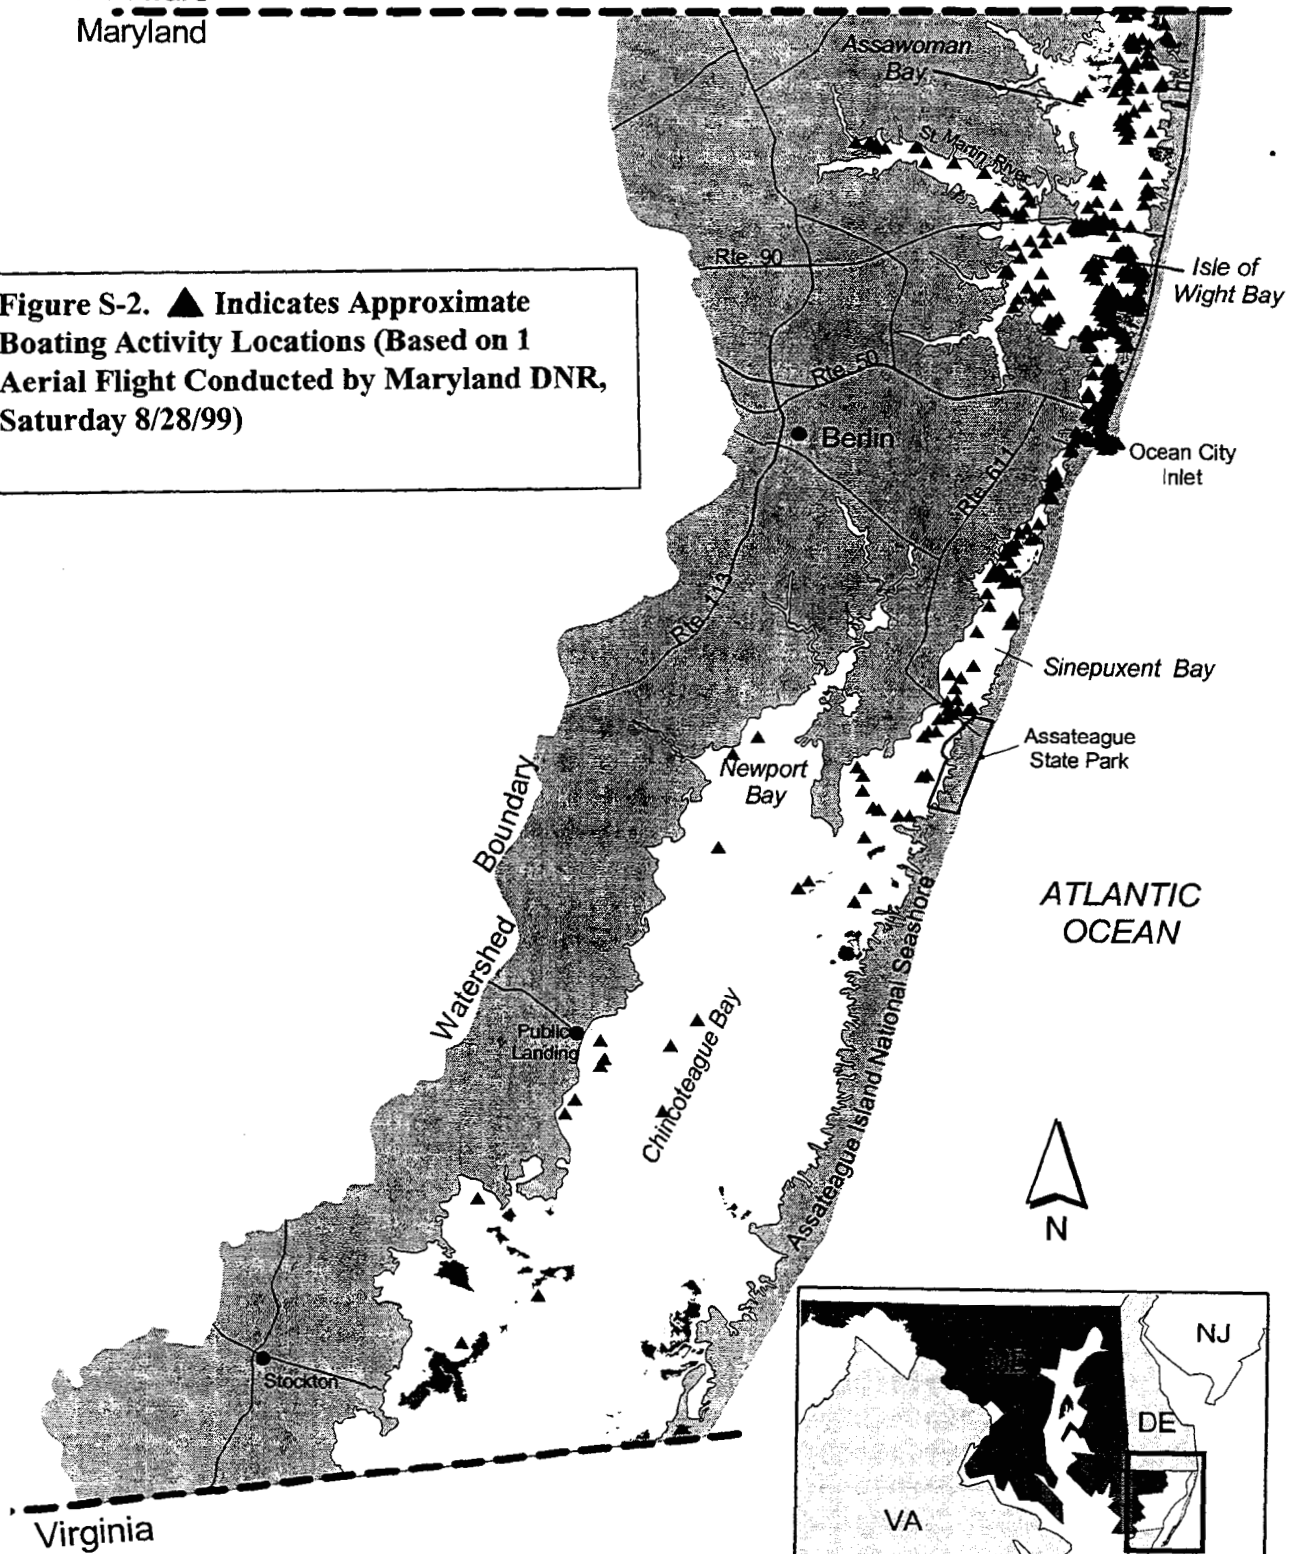 Maryland
Assawoman
Bay
St. Martin River
Rte. 90
Isle of
Wight Bay
Figure S-2. ▲ Indicates Approximate
Boating Activity Locations (Based on 1
Aerial Flight Conducted by Maryland DNR,
Saturday 8/28/99)
Rte. 50
Berlin
Ocean City
Inlet
Rte. 611
Rte. 113
Sinepuxent Bay
Assateague
State Park
Newport
Bay
Watershed Boundary
ATLANTIC
OCEAN
Assateague Island National Seashore
Public
Landing
Chincoteague Bay
N
Stockton
NJ
DE
VA
Virginia